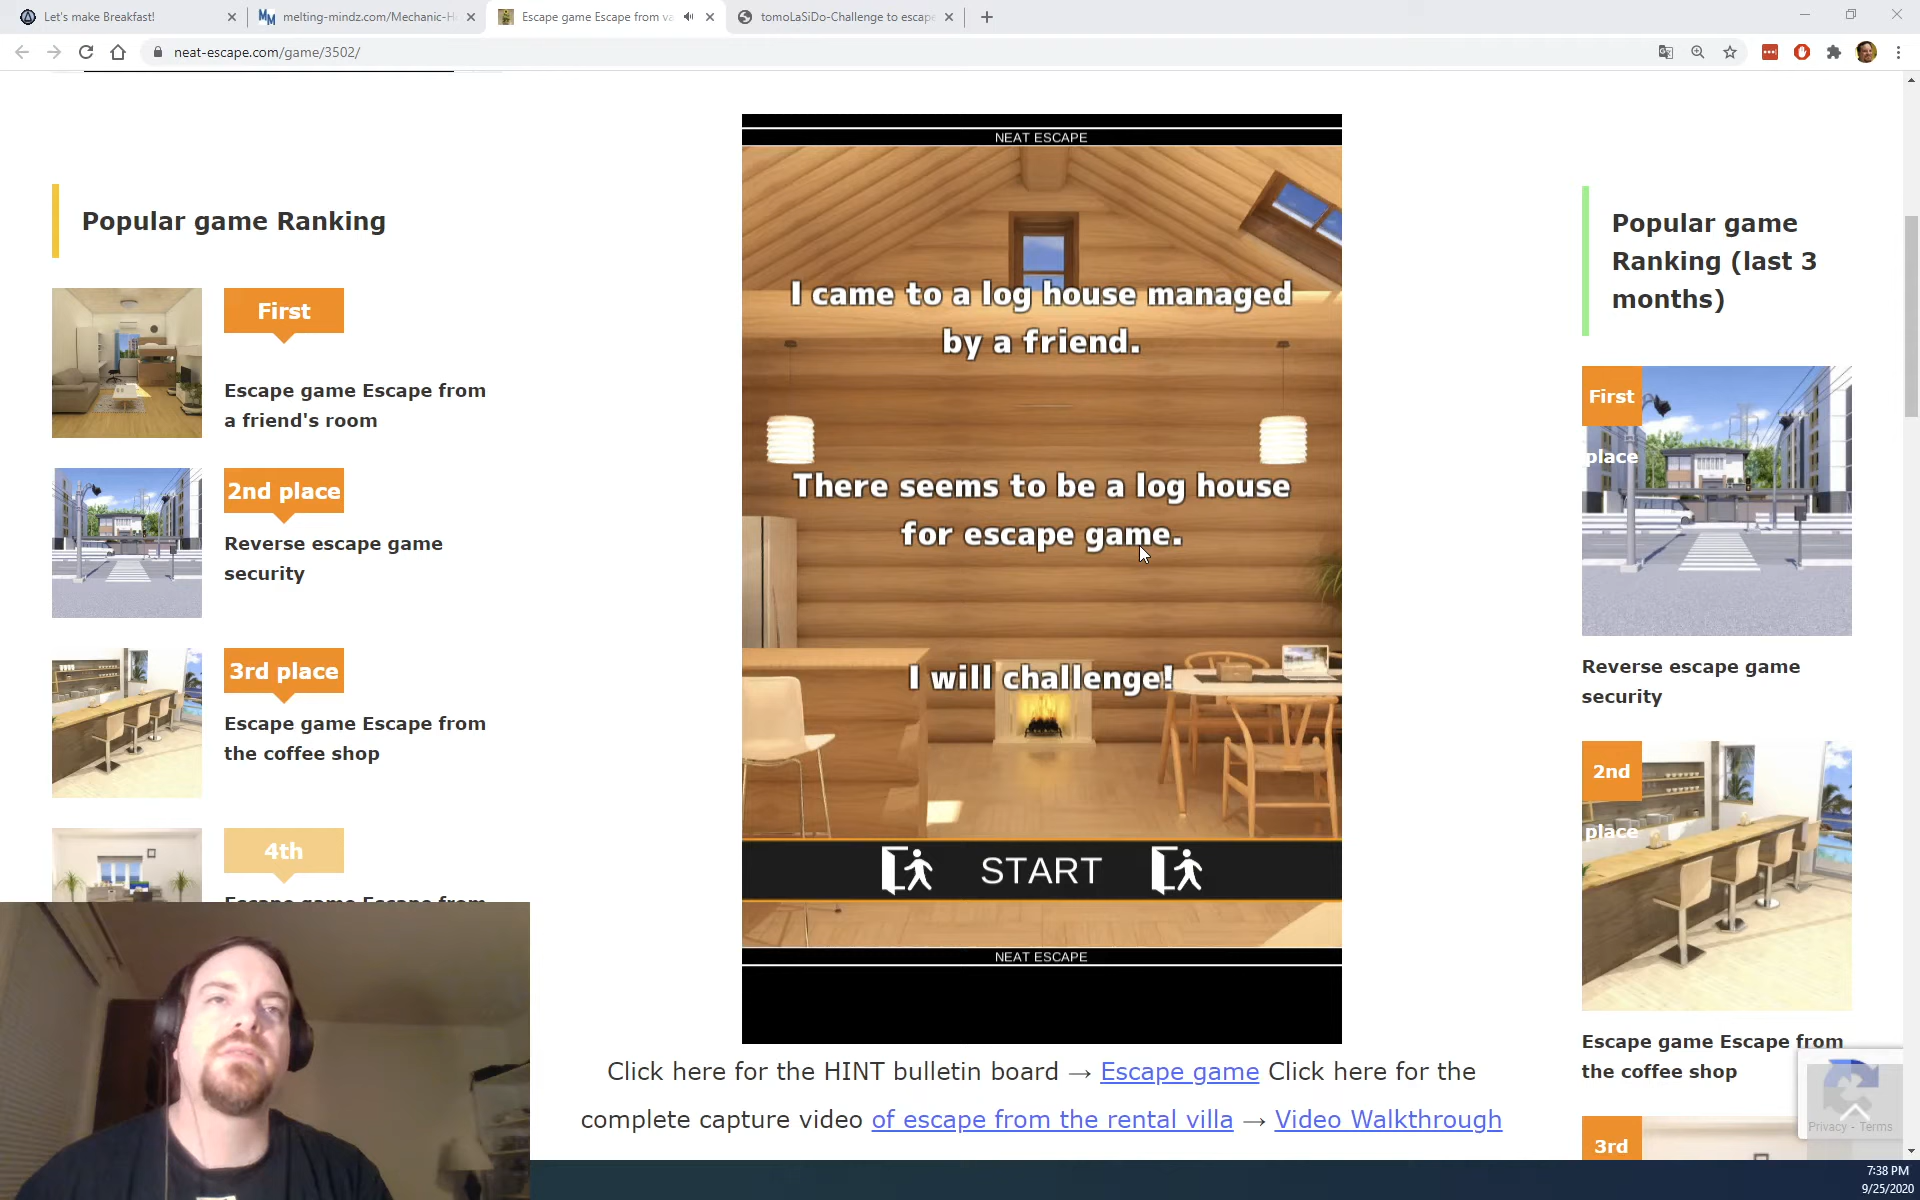 Let's make Breakfast!
melting-mindz.com/Mechanic-H
Escape game Escape from va
tomoLaSiDo-Challenge to escape
neat-escape.com/game/3502/
Popular game Ranking
First
Escape game Escape from
a friend's room
2nd place
Reverse escape game
security
3rd place
Escape game Escape from
the coffee shop
4th
NEAT ESCAPE
I came to a log house managed
by a friend.
There seems to be a log house
for escape game.
I will challenge!
START
NEAT ESCAPE
Click here for the HINT bulletin board → Escape game Click here for the
complete capture video of escape from the rental villa → Video Walkthrough
Popular game
Ranking (last 3
months)
First
place
Reverse escape game
security
2nd
place
Escape game Escape from
the coffee shop
3rd
Privacy - Terms
7:38 PM
9/25/2020